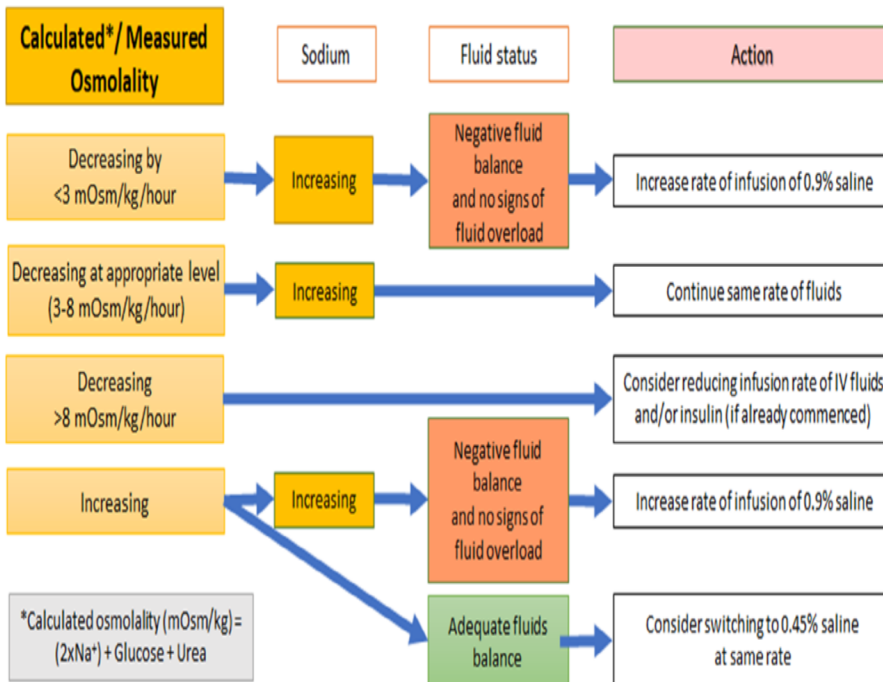 Calculated*/ Measured
Osmolality
Sodium
Fluid status
Action
Decreasing by
<3 mOsm/kg/hour
Increasing
Negative fluid
balance
and no signs of
fluid overload
Increase rate of infusion of 0.9% saline
Decreasing at appropriate level
(3-8 mOsm/kg/hour)
Increasing
Continue same rate of fluids
Decreasing
>8 mOsm/kg/hour
Consider reducing infusion rate of IV fluids
and/or insulin (if already commenced)
Increasing
Increasing
Negative fluid
balance
and no signs of
fluid overload
Increase rate of infusion of 0.9% saline
*Calculated osmolality (mOsm/kg) =
(2xNa⁺) + Glucose + Urea
Adequate fluids
balance
Consider switching to 0.45% saline
at same rate